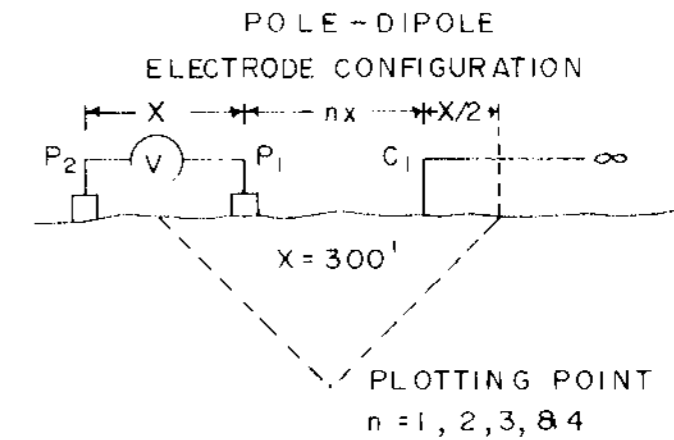 POLE-DIPOLE
ELECTRODE CONFIGURATION
X nx X/2
P2 V P1 C1 ∞
X = 300'
PLOTTING POINT
n = 1, 2, 3, & 4